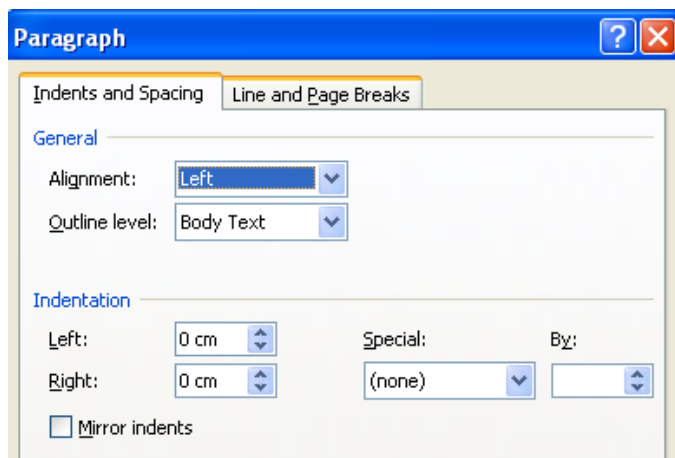 Paragraph
Indents and Spacing Line and Page Breaks
General
Alignment: Left
Outline level: Body Text
Indentation
Left: 0 cm Special: By:
Right: 0 cm (none)
Mirror indents